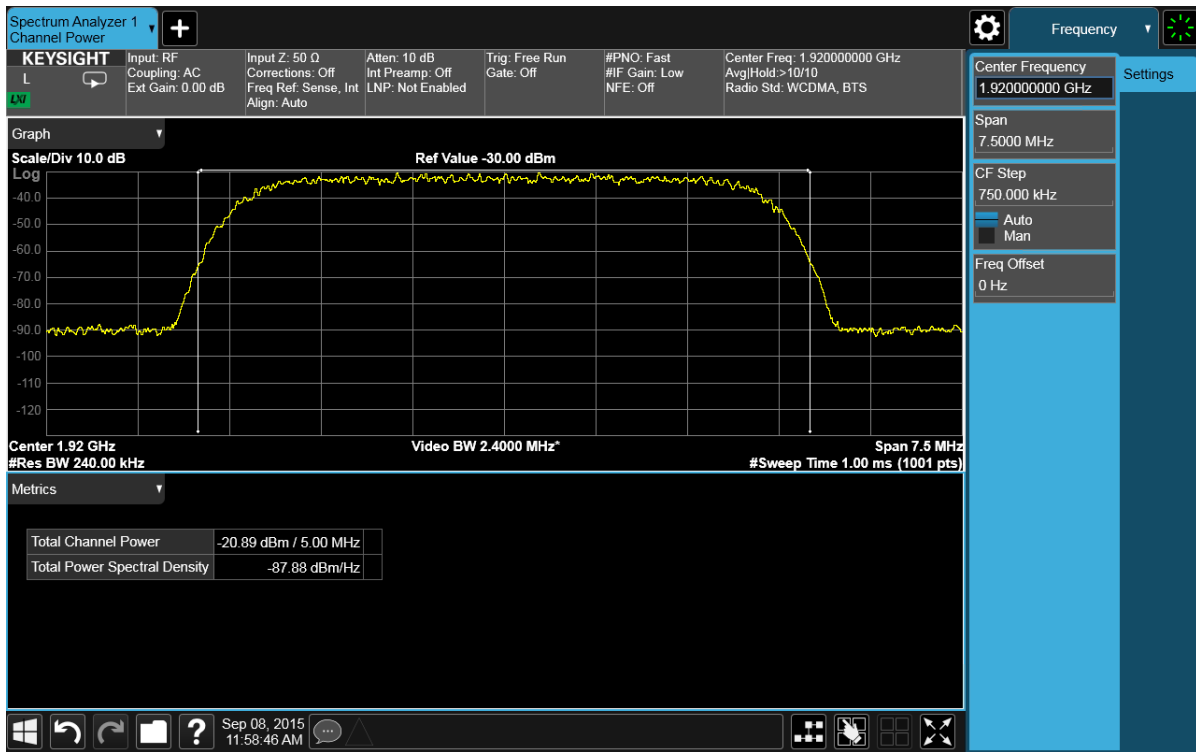 Spectrum Analyzer 1
Channel Power
+
Frequency
KEYSIGHT
L
LXI
Input: RF
Coupling: AC
Ext Gain: 0.00 dB
Input Z: 50 Ω
Corrections: Off
Freq Ref: Sense, Int
Align: Auto
Atten: 10 dB
Int Preamp: Off
LNP: Not Enabled
Trig: Free Run
Gate: Off
#PNO: Fast
#IF Gain: Low
NFE: Off
Center Freq: 1.920000000 GHz
Avg|Hold:>10/10
Radio Std: WCDMA, BTS
Center Frequency
1.920000000 GHz
Settings
Span
7.5000 MHz
CF Step
750.000 kHz
Auto
Man
Freq Offset
0 Hz
Graph
Scale/Div 10.0 dB
Ref Value -30.00 dBm
Log
-40.0
-50.0
-60.0
-70.0
-80.0
-90.0
-100
-110
-120
Center 1.92 GHz
Video BW 2.4000 MHz*
Span 7.5 MHz
#Res BW 240.00 kHz
#Sweep Time 1.00 ms (1001 pts)
Metrics
Total Channel Power -20.89 dBm / 5.00 MHz
Total Power Spectral Density -87.88 dBm/Hz
?
Sep 08, 2015
11:58:46 AM